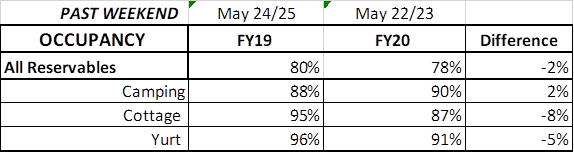 PAST WEEKEND May 24/25 May 22/23
OCCUPANCY FY19 FY20 Difference
All Reservables 80% 78% -2%
Camping 88% 90% 2%
Cottage 95% 87% -8%
Yurt 96% 91% -5%